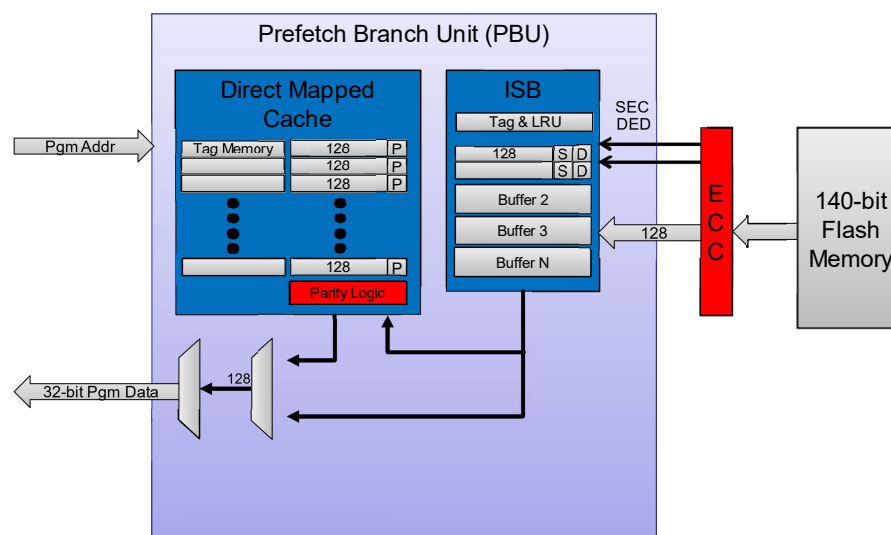 Prefetch Branch Unit (PBU)
Direct Mapped
Cache
ISB
SEC
DED
Tag & LRU
Pgm Addr
Tag Memory
128
P
128
P
128
P
128
S
D
S
D
Buffer 2
Buffer 3
Buffer N
128
P
Parity Logic
128
E
C
C
140-bit
Flash
Memory
32-bit Pgm Data
128